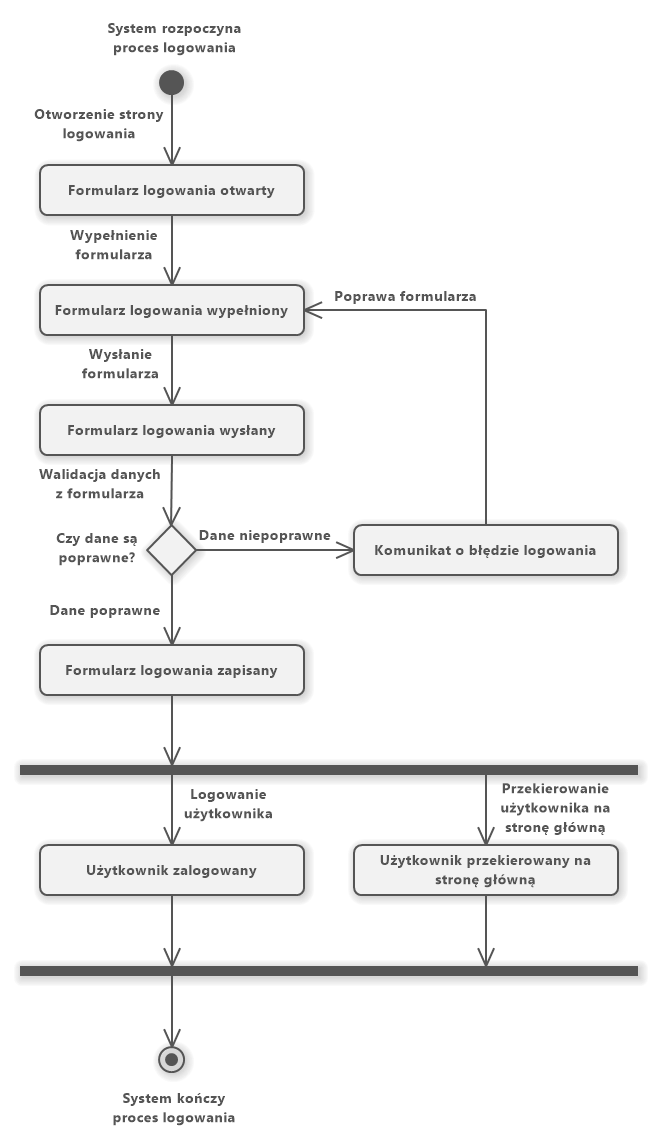 System rozpoczyna
proces logowania
Otworzenie strony
logowania
Formularz logowania otwarty
Wypełnienie
formularza
Poprawa formularza
Formularz logowania wypełniony
Wysłanie
formularza
Formularz logowania wysłany
Walidacja danych
z formularza
Czy dane są
poprawne?
Dane niepoprawne
Komunikat o błędzie logowania
Dane poprawne
Formularz logowania zapisany
Logowanie
użytkownika
Przekierowanie
użytkownika na
stronę główną
Użytkownik zalogowany
Użytkownik przekierowany na
stronę główną
System kończy
proces logowania